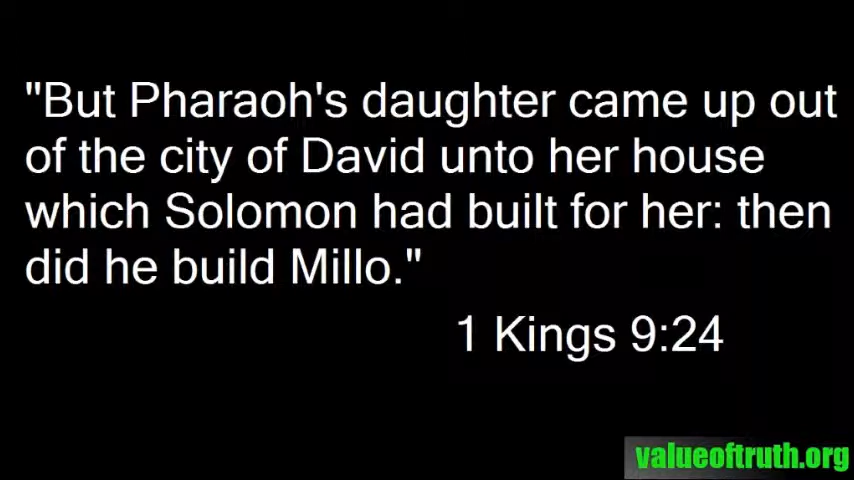 "But Pharaoh's daughter came up out
of the city of David unto her house
which Solomon had built for her: then
did he build Millo."
1 Kings 9:24
valueoftruth.org